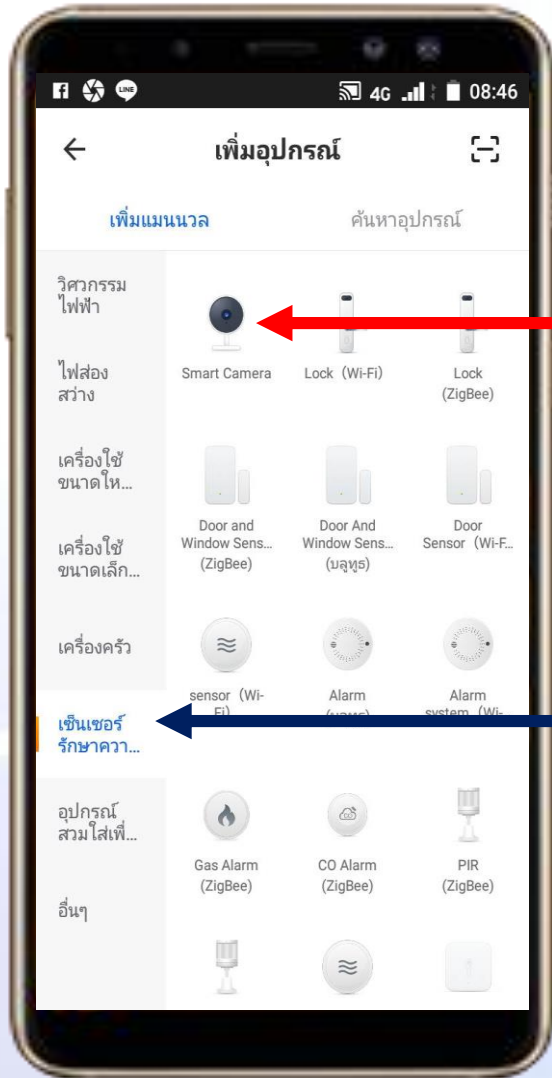 LINE
4G
08:46
เพิ่มอุปกรณ์
เพิ่มแมนนวล
ค้นหาอุปกรณ์
วิศวกรรม
ไฟฟ้า
ไฟส่อง
สว่าง
เครื่องใช้
ขนาดให...
เครื่องใช้
ขนาดเล็ก...
เครื่องครัว
เซ็นเซอร์
รักษาควา...
อุปกรณ์
สวมใส่เพื่...
อื่นๆ
Smart Camera
Lock (Wi-Fi)
Lock
(ZigBee)
Door and
Window Sens...
(ZigBee)
Door And
Window Sens...
(บลูทูธ)
Door
Sensor (Wi-F...
sensor (Wi-
Fi)
Alarm
Alarm
system (Wi-
Gas Alarm
(ZigBee)
CO Alarm
(ZigBee)
PIR
(ZigBee)